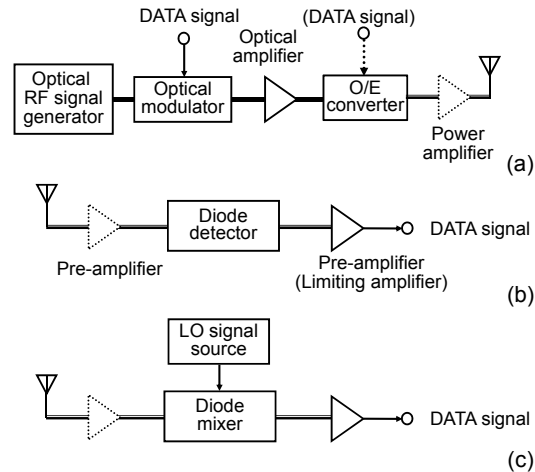 DATA signal
(DATA signal)
Optical
amplifier
Optical
RF signal
generator
Optical
modulator
O/E
converter
Power
amplifier
(a)
Diode
detector
DATA signal
Pre-amplifier
Pre-amplifier
(Limiting amplifier)
(b)
LO signal
source
Diode
mixer
DATA signal
(c)